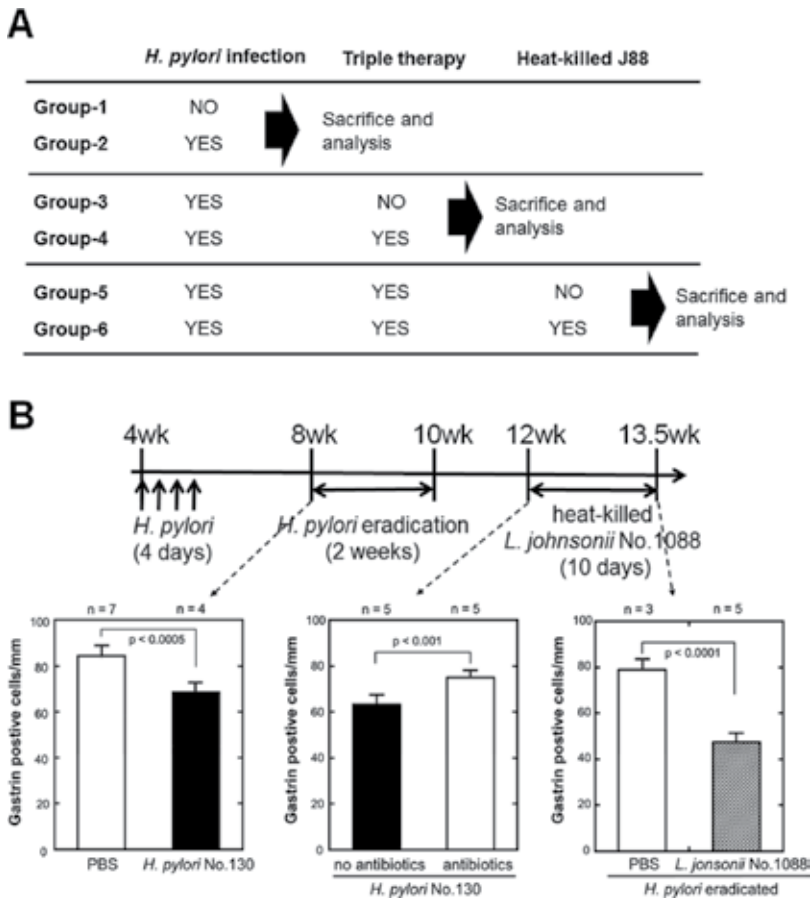 A
H. pylori infection Triple therapy Heat-killed J88
Group-1 NO
Group-2 YES
Sacrifice and
analysis
Group-3 YES NO
Group-4 YES YES
Sacrifice and
analysis
Group-5 YES YES NO
Group-6 YES YES YES
Sacrifice and
analysis
B
4wk 8wk 10wk 12wk 13.5wk
H. pylori
(4 days)
H. pylori eradication
(2 weeks)
heat-killed
L. johnsonii No.1088
(10 days)
Gastrin postive cells/mm
100
80
60
40
20
0
n = 7 n = 4
p < 0.0005
PBS H. pylori No.130
Gastrin postive cells/mm
100
80
60
40
20
0
n = 5 n = 5
p < 0.001
no antibiotics antibiotics
H. pylori No.130
Gastrin postive cells/mm
100
80
60
40
20
0
n = 3 n = 5
p < 0.0001
PBS L. jonsonii No.1088
H. pylori eradicated